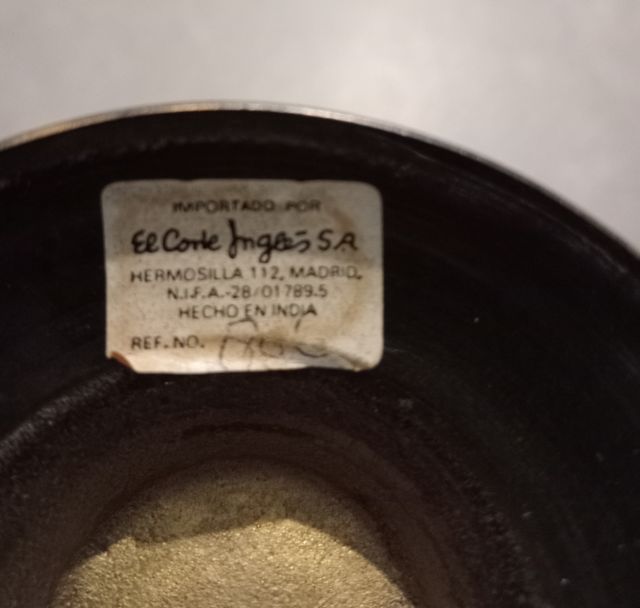 IMPORTADO POR
El Corte Inglés S.A
HERMOSILLA 112, MADRID,
N.I.F.A.-28/01789.5
HECHO EN INDIA
REF. NO.